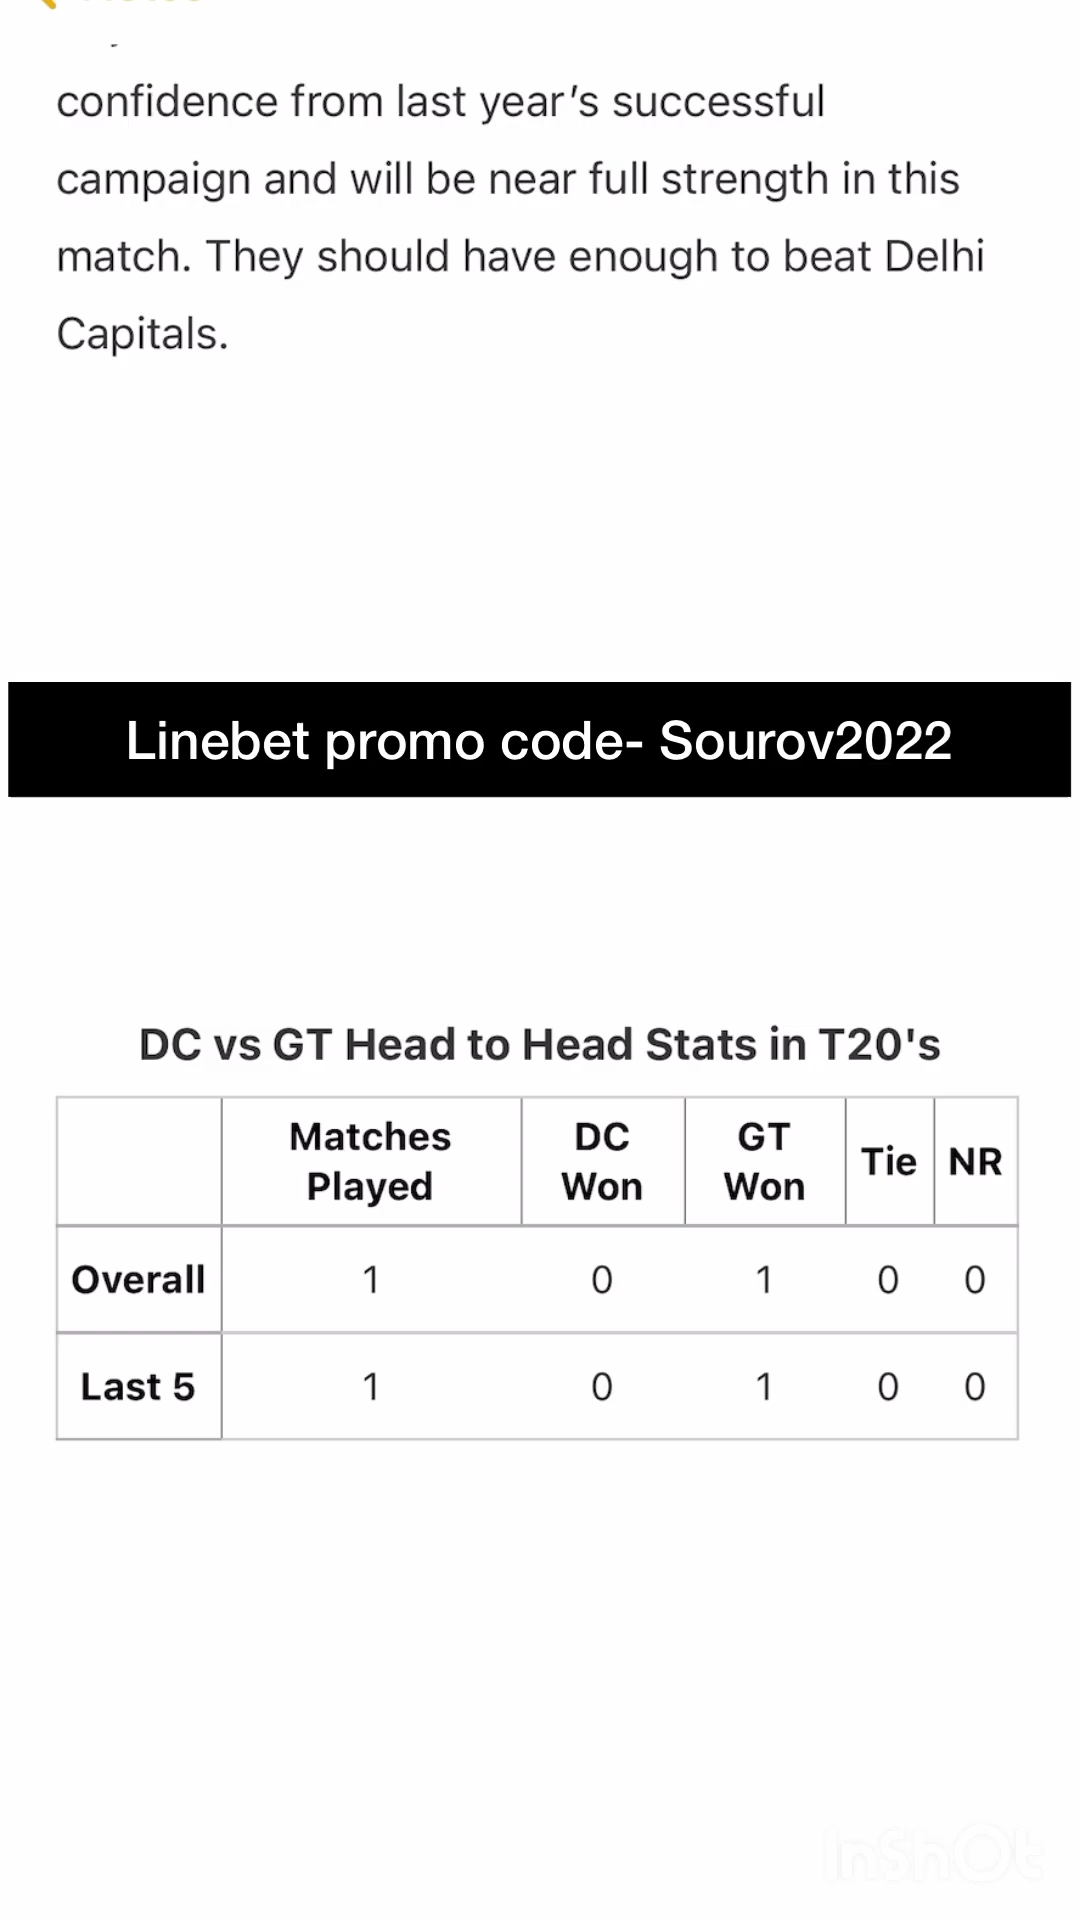 confidence from last year's successful
campaign and will be near full strength in this
match. They should have enough to beat Delhi
Capitals.
Linebet promo code- Sourov2022
DC vs GT Head to Head Stats in T20's
Matches Played DC Won GT Won Tie NR
Overall 1 0 1 0 0
Last 5 1 0 1 0 0
InShOt